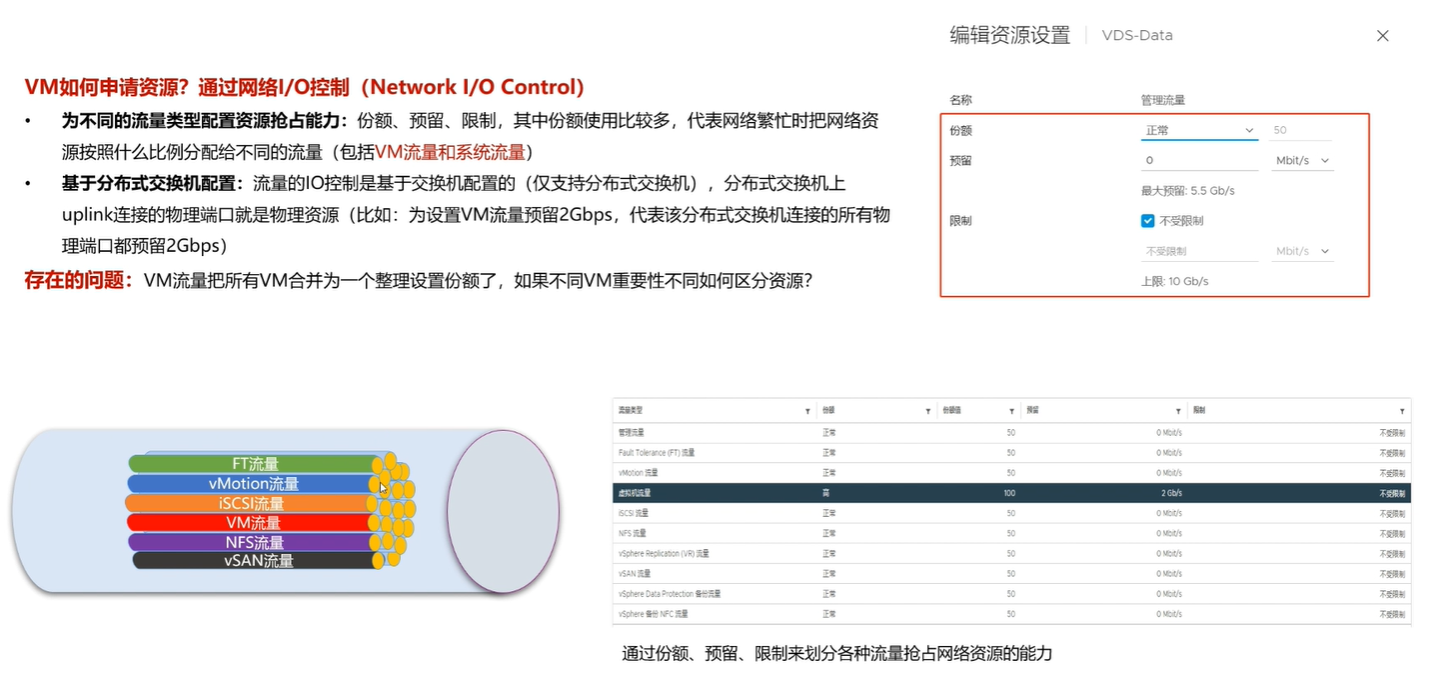 编辑资源设置 VDS-Data
VM如何申请资源？通过网络I/O控制（Network I/O Control）
• 为不同的流量类型配置资源抢占能力：份额、预留、限制，其中份额使用比较多，代表网络繁忙时把网络资
源按照什么比例分配给不同的流量（包括VM流量和系统流量）
• 基于分布式交换机配置：流量的IO控制是基于交换机配置的（仅支持分布式交换机），分布式交换机上
uplink连接的物理端口就是物理资源（比如：为设置VM流量预留2Gbps，代表该分布式交换机连接的所有物
理端口都预留2Gbps）
存在的问题：VM流量把所有VM合并为一个整理设置份额了，如果不同VM重要性不同如何区分资源？
名称 管理流量
份额 正常 50
预留 0 Mbit/s
最大预留: 5.5 Gb/s
限制 不受限制
不受限制 Mbit/s
上限: 10 Gb/s
FT流量
vMotion流量
iSCSI流量
VM流量
NFS流量
vSAN流量
流量类型 份额 份额值 预留 限制
管理流量 正常 50 0 Mbit/s 不受限制
Fault Tolerance (FT) 流量 正常 50 0 Mbit/s 不受限制
vMotion 流量 正常 50 0 Mbit/s 不受限制
虚拟机流量 高 100 2 Gb/s 不受限制
iSCSI 流量 正常 50 0 Mbit/s 不受限制
NFS 流量 正常 50 0 Mbit/s 不受限制
vSphere Replication (VR) 流量 正常 50 0 Mbit/s 不受限制
vSAN 流量 正常 50 0 Mbit/s 不受限制
vSphere Data Protection 备份流量 正常 50 0 Mbit/s 不受限制
vSphere 备份 NFC 流量 正常 50 0 Mbit/s 不受限制
通过份额、预留、限制来划分各种流量抢占网络资源的能力